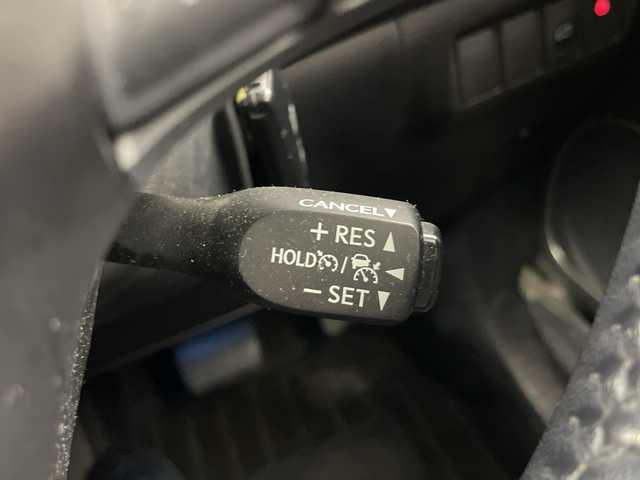 CANCEL▼
+ RES ▲
HOLD / ◄
− SET ▼